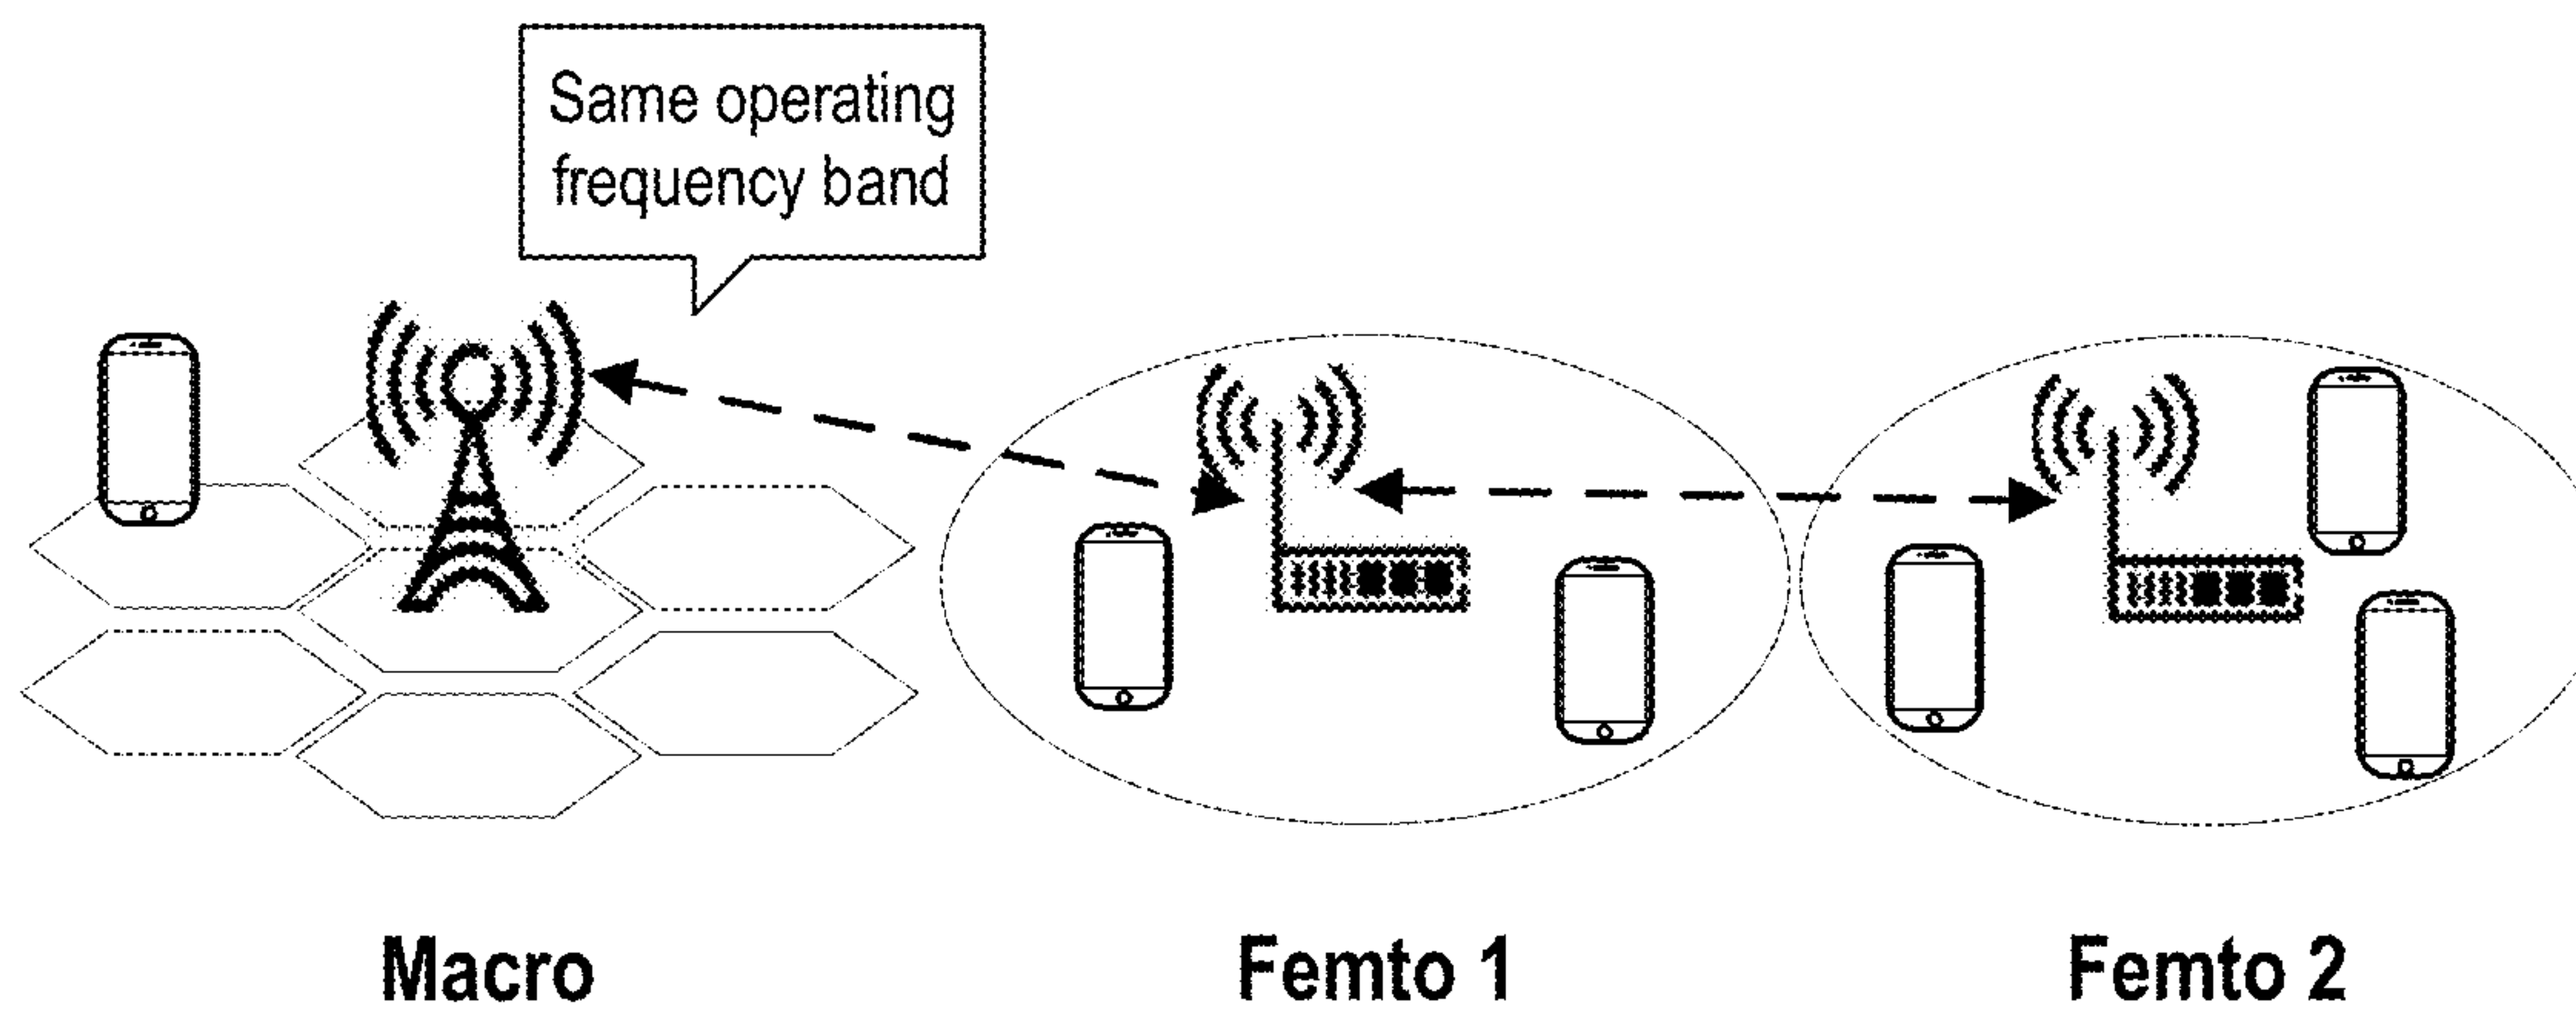 Same operating
frequency band
Macro
Femto 1
Femto 2